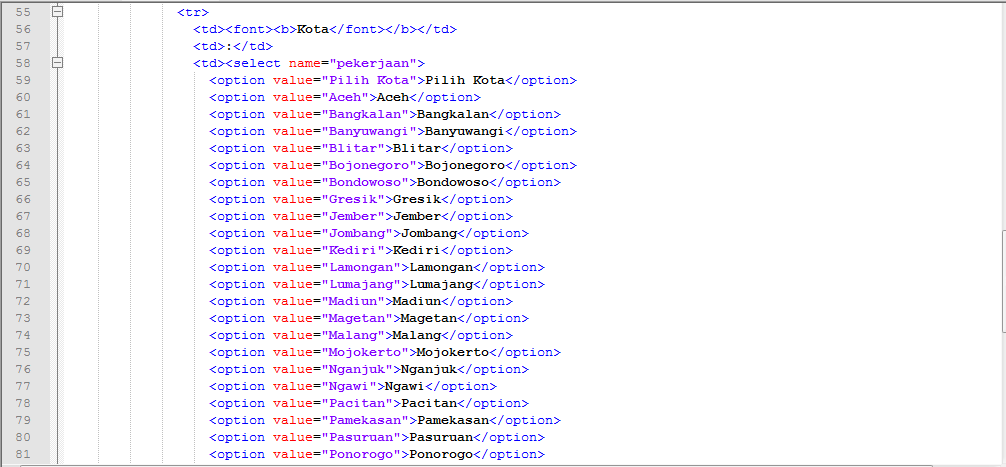 55 <tr>
56 <td><font><b>Kota</font></b></td>
57 <td>:</td>
58 <td><select name="pekerjaan">
59 <option value="Pilih Kota">Pilih Kota</option>
60 <option value="Aceh">Aceh</option>
61 <option value="Bangkalan">Bangkalan</option>
62 <option value="Banyuwangi">Banyuwangi</option>
63 <option value="Blitar">Blitar</option>
64 <option value="Bojonegoro">Bojonegoro</option>
65 <option value="Bondowoso">Bondowoso</option>
66 <option value="Gresik">Gresik</option>
67 <option value="Jember">Jember</option>
68 <option value="Jombang">Jombang</option>
69 <option value="Kediri">Kediri</option>
70 <option value="Lamongan">Lamongan</option>
71 <option value="Lumajang">Lumajang</option>
72 <option value="Madiun">Madiun</option>
73 <option value="Magetan">Magetan</option>
74 <option value="Malang">Malang</option>
75 <option value="Mojokerto">Mojokerto</option>
76 <option value="Nganjuk">Nganjuk</option>
77 <option value="Ngawi">Ngawi</option>
78 <option value="Pacitan">Pacitan</option>
79 <option value="Pamekasan">Pamekasan</option>
80 <option value="Pasuruan">Pasuruan</option>
81 <option value="Ponorogo">Ponorogo</option>